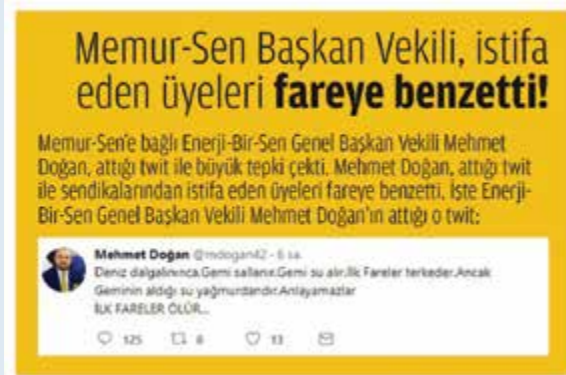 Memur-Sen Başkan Vekili, istifa
eden üyeleri fareye benzetti!
Memur-Sen'e bağlı Enerji-Bir-Sen Genel Başkan Vekili Mehmet
Doğan, attığı twit ile büyük tepki çekti. Mehmet Doğan, attığı twit
ile sendikalarından istifa eden üyeleri fareye benzetti. İşte Enerji-
Bir-Sen Genel Başkan Vekili Mehmet Doğan'ın attığı o twit:
Mehmet Doğan @mdogan42 - 6 sa
Deniz dalgalınınca.Gemi sallanır.Gemi su alır.İlk Fareler terkeder.Ancak
Geminin aldığı su yağmurdandır.Anlayamazlar
İLK FARELER ÖLÜR...
125 8 13